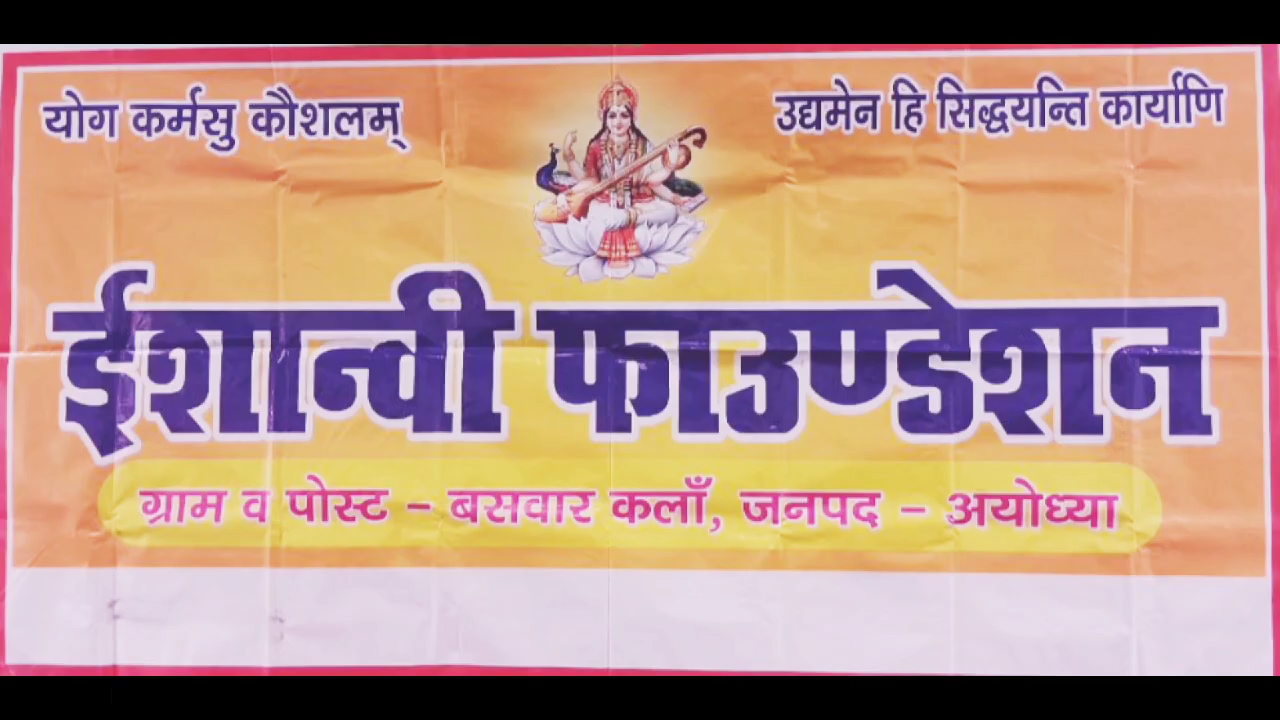 योग कर्मसु कौशलम्
उद्यमेन हि सिद्धयन्ति कार्याणि
ईशान्वी फाउण्डेशन
ग्राम व पोस्ट - बसवार कलाँ, जनपद - अयोध्या